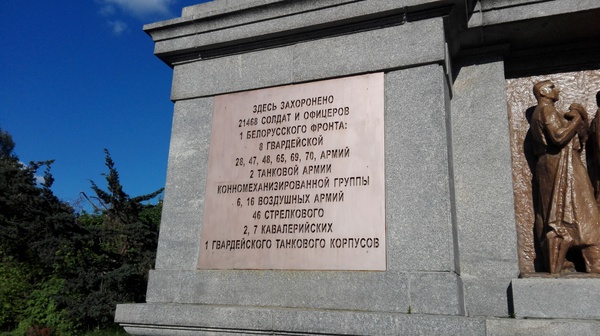 ЗДЕСЬ ЗАХОРОНЕНО
21468 СОЛДАТ И ОФИЦЕРОВ
1 БЕЛОРУССКОГО ФРОНТА:
8 ГВАРДЕЙСКОЙ
28, 47, 48, 65, 69, 70, АРМИЙ
2 ТАНКОВОЙ АРМИИ
КОННОМЕХАНИЗИРОВАННОЙ ГРУППЫ
6, 16 ВОЗДУШНЫХ АРМИЙ
46 СТРЕЛКОВОГО
2, 7 КАВАЛЕРИЙСКИХ
1 ГВАРДЕЙСКОГО ТАНКОВОГО КОРПУСОВ